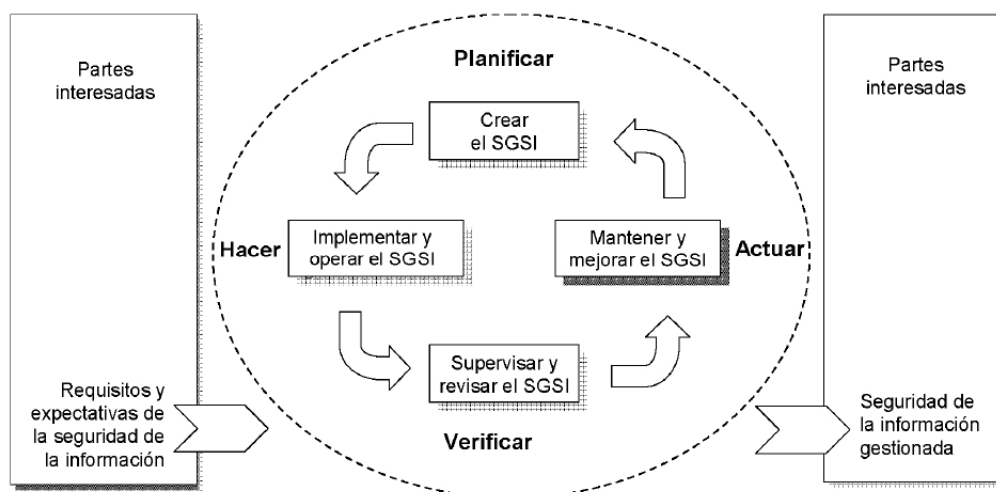 Partes
interesadas
Requisitos y
expectativas de
la seguridad de
la información
Planificar
Crear
el SGSI
Hacer
Implementar y
operar el SGSI
Mantener y
mejorar el SGSI
Actuar
Supervisar y
revisar el SGSI
Verificar
Partes
interesadas
Seguridad de
la información
gestionada